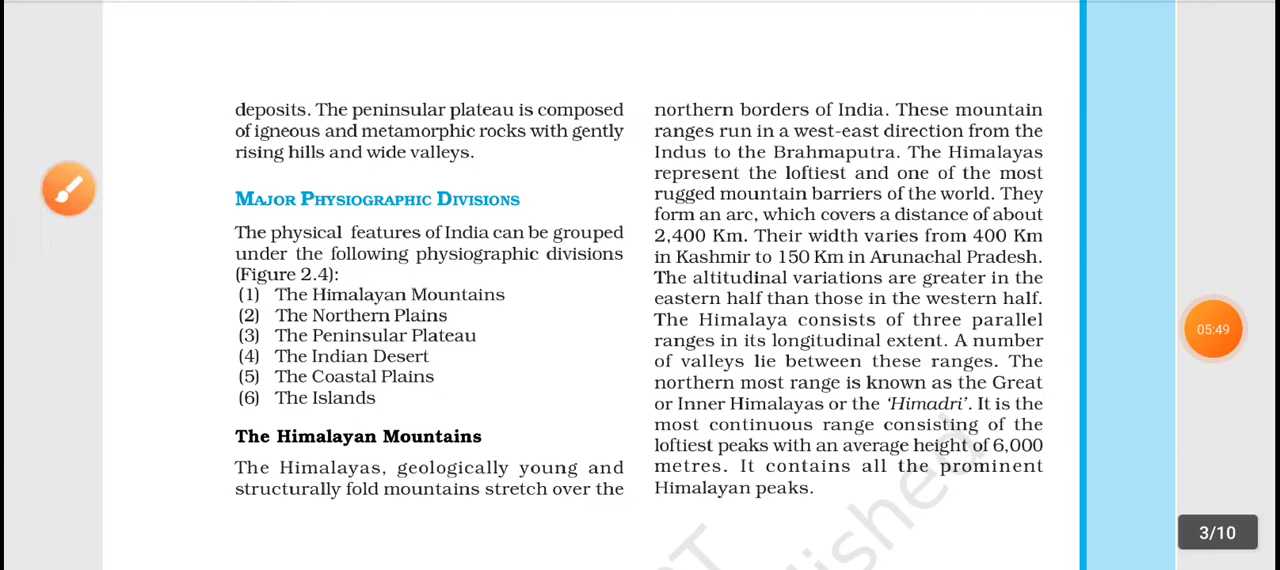 deposits. The peninsular plateau is composed
of igneous and metamorphic rocks with gently
rising hills and wide valleys.
MAJOR PHYSIOGRAPHIC DIVISIONS
The physical features of India can be grouped
under the following physiographic divisions
(Figure 2.4):
(1) The Himalayan Mountains
(2) The Northern Plains
(3) The Peninsular Plateau
(4) The Indian Desert
(5) The Coastal Plains
(6) The Islands
The Himalayan Mountains
The Himalayas, geologically young and
structurally fold mountains stretch over the
northern borders of India. These mountain
ranges run in a west-east direction from the
Indus to the Brahmaputra. The Himalayas
represent the loftiest and one of the most
rugged mountain barriers of the world. They
form an arc, which covers a distance of about
2,400 Km. Their width varies from 400 Km
in Kashmir to 150 Km in Arunachal Pradesh.
The altitudinal variations are greater in the
eastern half than those in the western half.
The Himalaya consists of three parallel
ranges in its longitudinal extent. A number
of valleys lie between these ranges. The
northern most range is known as the Great
or Inner Himalayas or the 'Himadri'. It is the
most continuous range consisting of the
loftiest peaks with an average height of 6,000
metres. It contains all the prominent
Himalayan peaks.
05:49
3/10